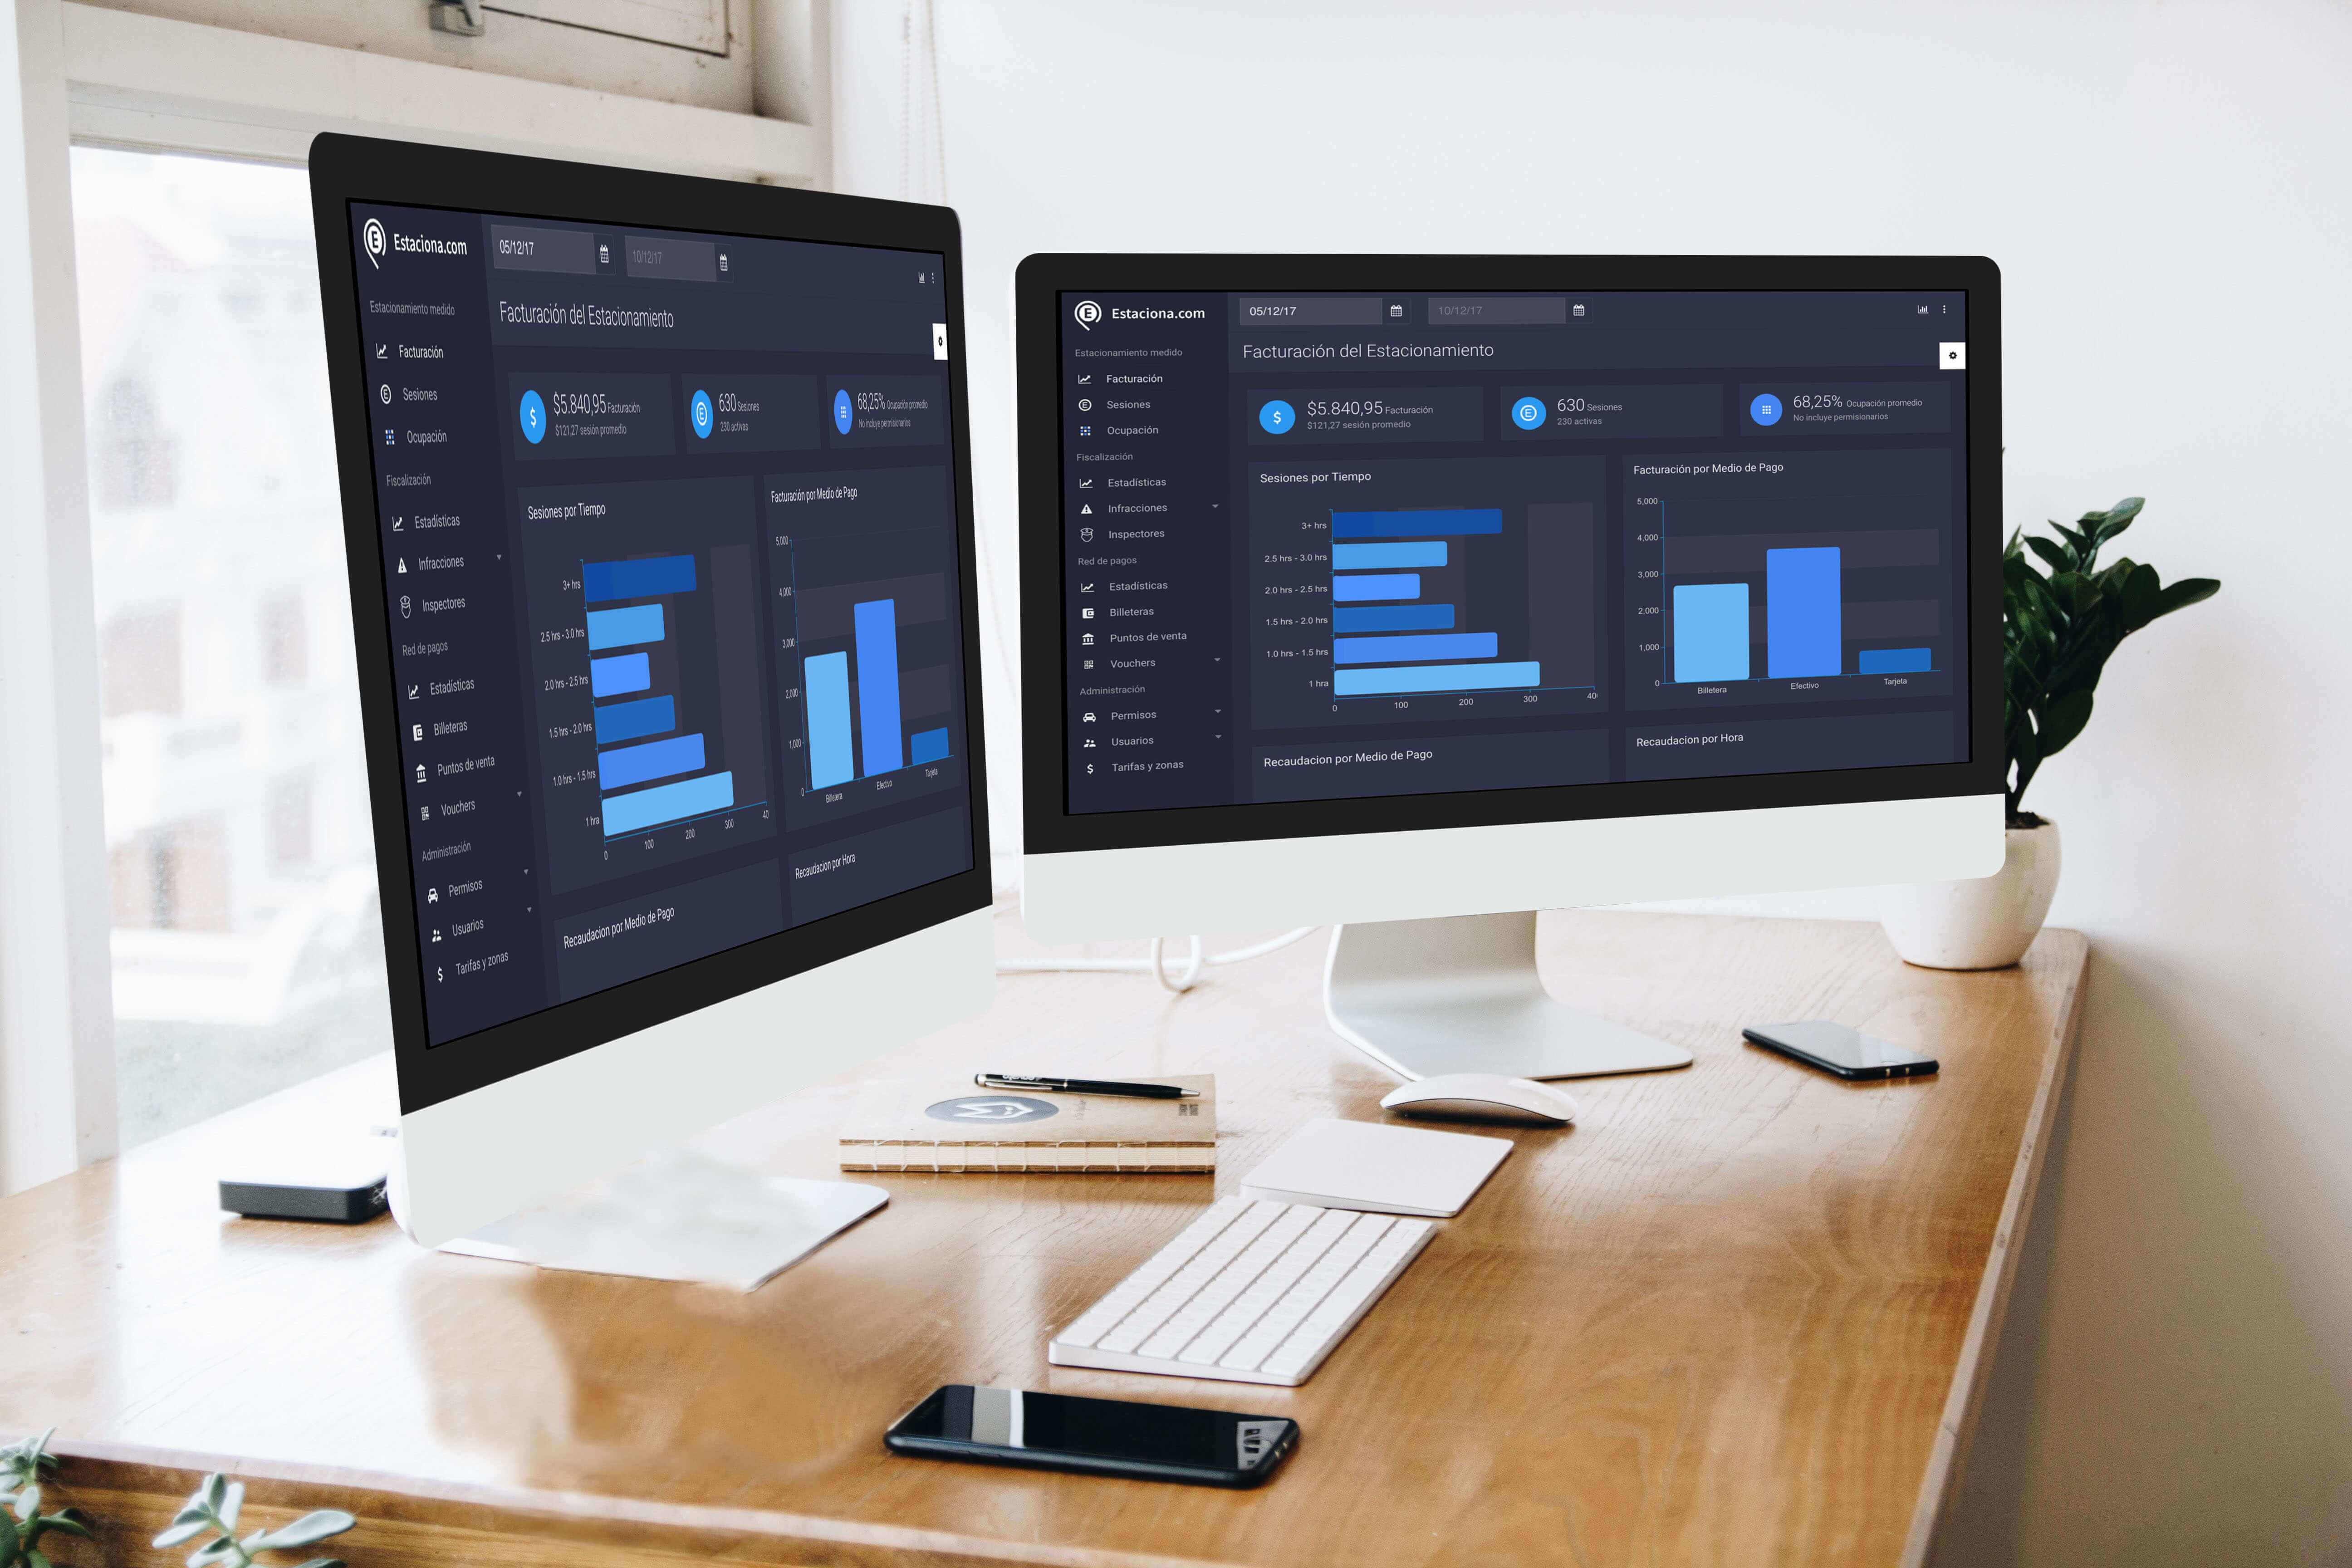 Estaciona.com
05/12/17
10/12/17
Estacionamiento medido
Facturación del Estacionamiento
Facturación
Sesiones
Ocupación
Fiscalización
Estadísticas
Infracciones
Inspectores
Red de pagos
Estadísticas
Billeteras
Puntos de venta
Vouchers
Administración
Permisos
Usuarios
Tarifas y zonas
$
$5.840,95 Facturación
$121,27 sesión promedio
E
630 Sesiones
230 activas
68,25% Ocupación promedio
No incluye permisionarios
Sesiones por Tiempo
3+ hrs
2.5 hrs - 3.0 hrs
2.0 hrs - 2.5 hrs
1.5 hrs - 2.0 hrs
1.0 hrs - 1.5 hrs
1 hra
0 100 200 300 40
Facturación por Medio de Pago
5,000
4,000
3,000
2,000
1,000
0
Billetera Efectivo Tarjeta
Recaudacion por Medio de Pago
Recaudacion por Hora
Estaciona.com
05/12/17
10/12/17
Estacionamiento medido
Facturación del Estacionamiento
Facturación
Sesiones
Ocupación
Fiscalización
Estadísticas
Infracciones
Inspectores
Red de pagos
Estadísticas
Billeteras
Puntos de venta
Vouchers
Administración
Permisos
Usuarios
Tarifas y zonas
$
$5.840,95 Facturación
$121,27 sesión promedio
E
630 Sesiones
230 activas
68,25% Ocupación promedio
No incluye permisionarios
Sesiones por Tiempo
3+ hrs
2.5 hrs - 3.0 hrs
2.0 hrs - 2.5 hrs
1.5 hrs - 2.0 hrs
1.0 hrs - 1.5 hrs
1 hra
0 100 200 300 40
Facturación por Medio de Pago
5,000
4,000
3,000
2,000
1,000
0
Billetera Efectivo Tarjeta
Recaudacion por Medio de Pago
Recaudacion por Hora